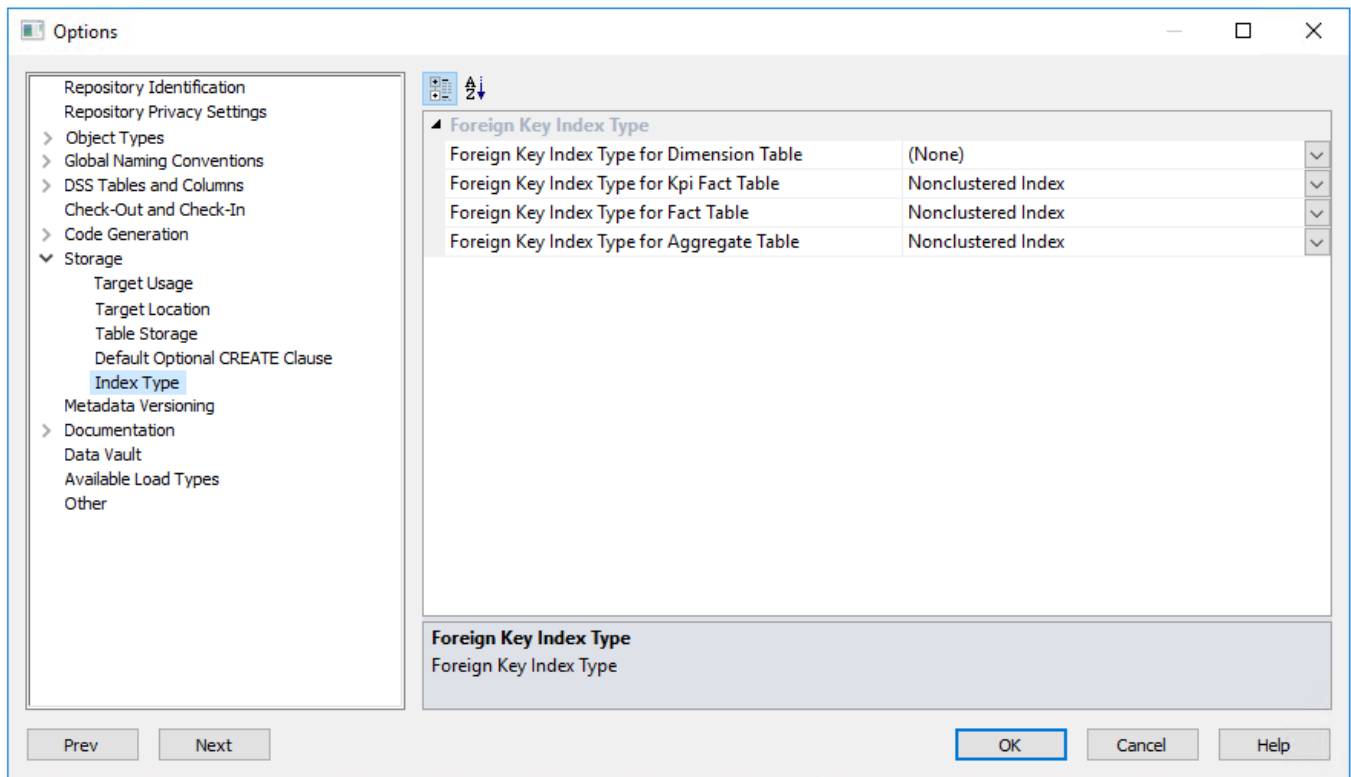 Options
Repository Identification
Repository Privacy Settings
Object Types
Global Naming Conventions
DSS Tables and Columns
Check-Out and Check-In
Code Generation
Storage
Target Usage
Target Location
Table Storage
Default Optional CREATE Clause
Index Type
Metadata Versioning
Documentation
Data Vault
Available Load Types
Other
Foreign Key Index Type
Foreign Key Index Type for Dimension Table (None)
Foreign Key Index Type for Kpi Fact Table Nonclustered Index
Foreign Key Index Type for Fact Table Nonclustered Index
Foreign Key Index Type for Aggregate Table Nonclustered Index
Foreign Key Index Type
Foreign Key Index Type
Prev Next OK Cancel Help